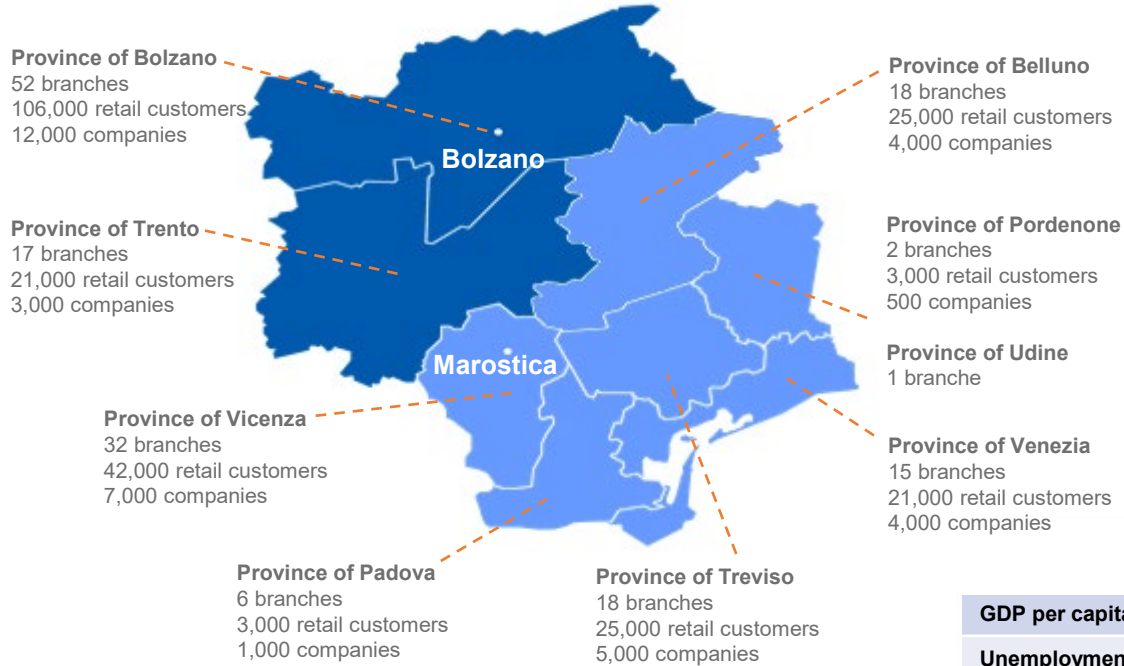 Province of Bolzano
52 branches
106,000 retail customers
12,000 companies
Province of Trento
17 branches
21,000 retail customers
3,000 companies
Bolzano
Marostica
Province of Belluno
18 branches
25,000 retail customers
4,000 companies
Province of Pordenone
2 branches
3,000 retail customers
500 companies
Province of Udine
1 branche
Province of Venezia
15 branches
21,000 retail customers
4,000 companies
Province of Vicenza
32 branches
42,000 retail customers
7,000 companies
Province of Padova
6 branches
3,000 retail customers
1,000 companies
Province of Treviso
18 branches
25,000 retail customers
5,000 companies
GDP per capita
Unemploymen